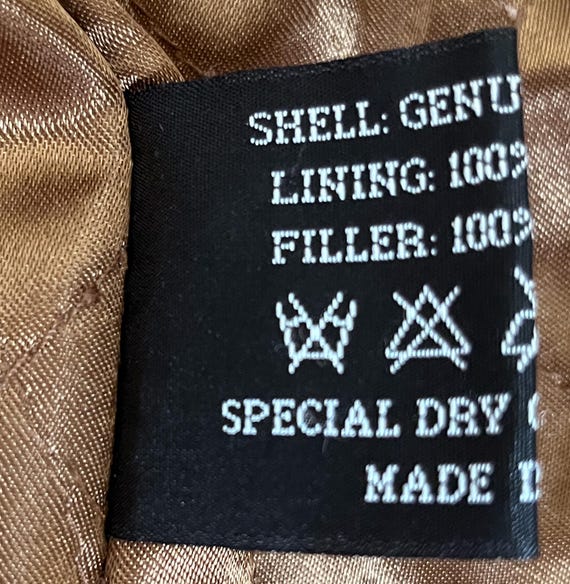 SHELL: GENU
LINING: 100%
FILLER: 100%
SPECIAL DRY
MADE